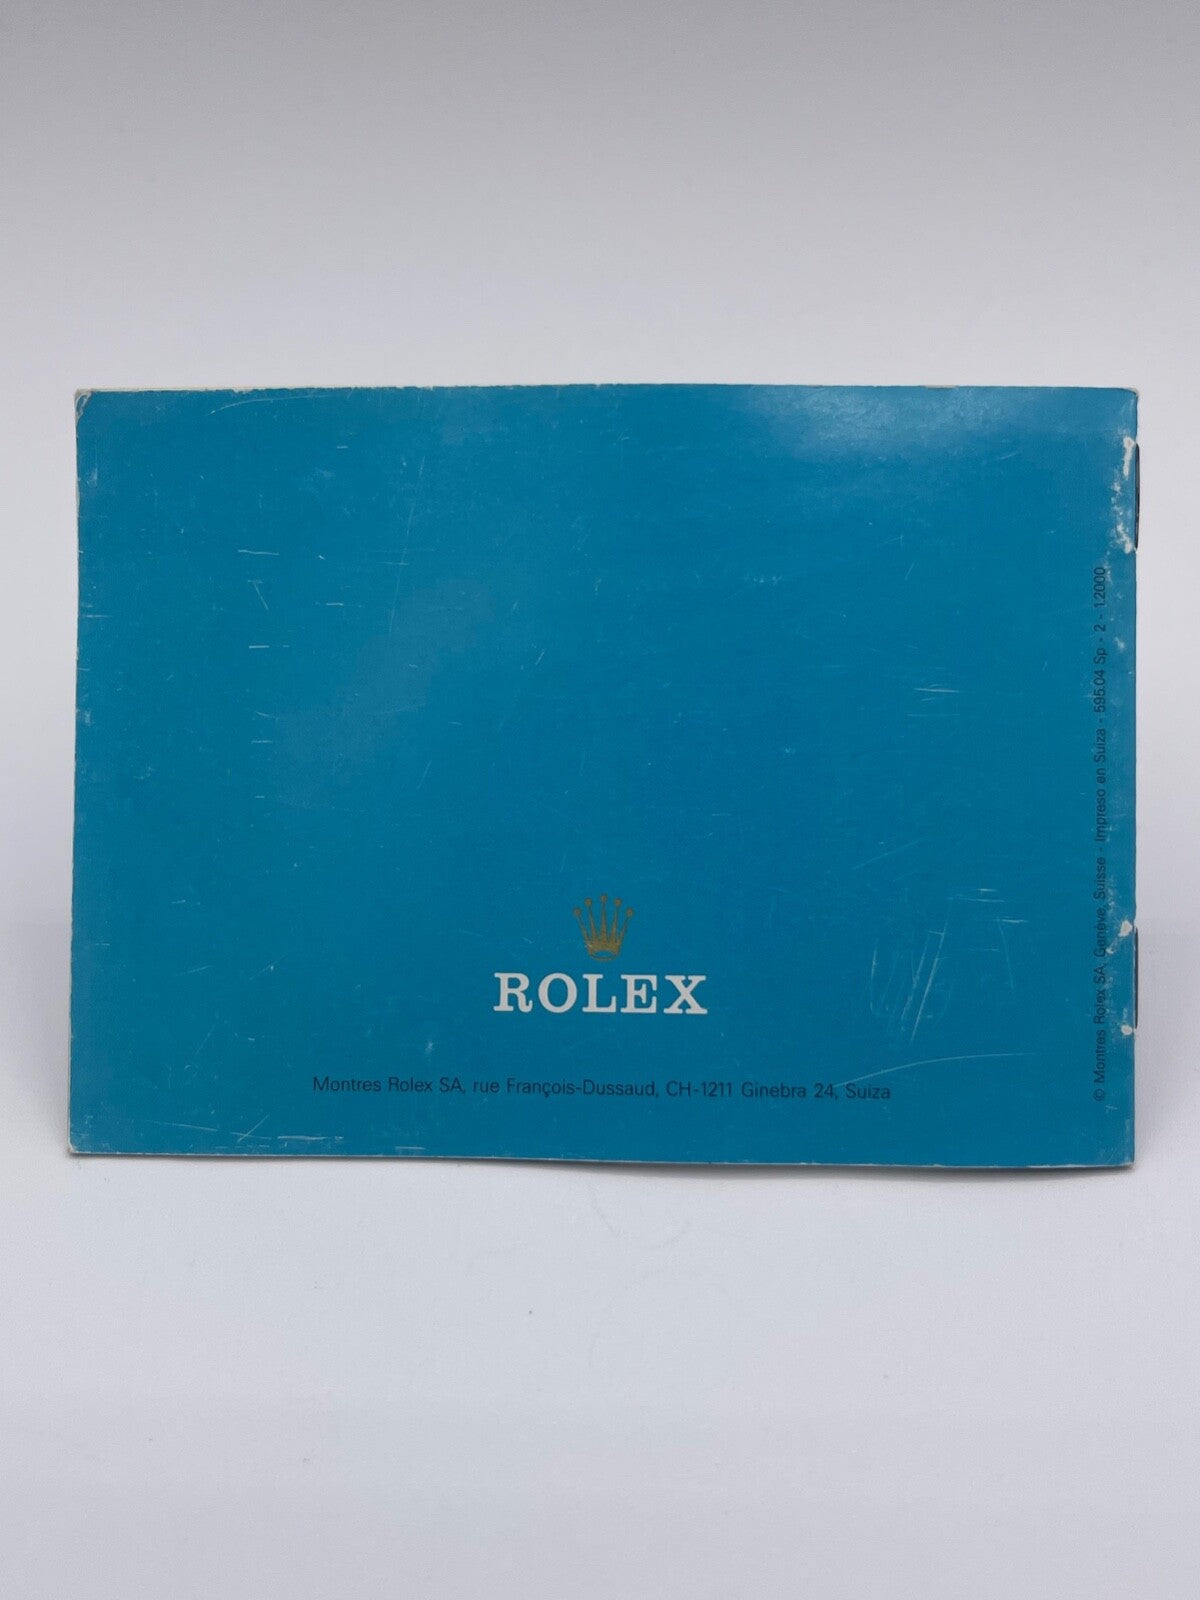 ROLEX
Montres Rolex SA, rue François-Dussaud, CH-1211 Ginebra 24, Suiza
© Montres Rolex SA, Genève, Suisse - Impreso en Suiza - 595.04 Sp - 2 - 1.2000